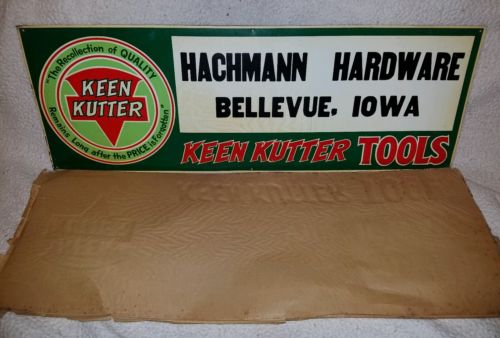 "The Recollection of QUALITY
KEEN
KUTTER
Remains Long after the PRICE is Forgotten"
HACHMANN HARDWARE
BELLEVUE, IOWA
KEEN KUTTER TOOLS